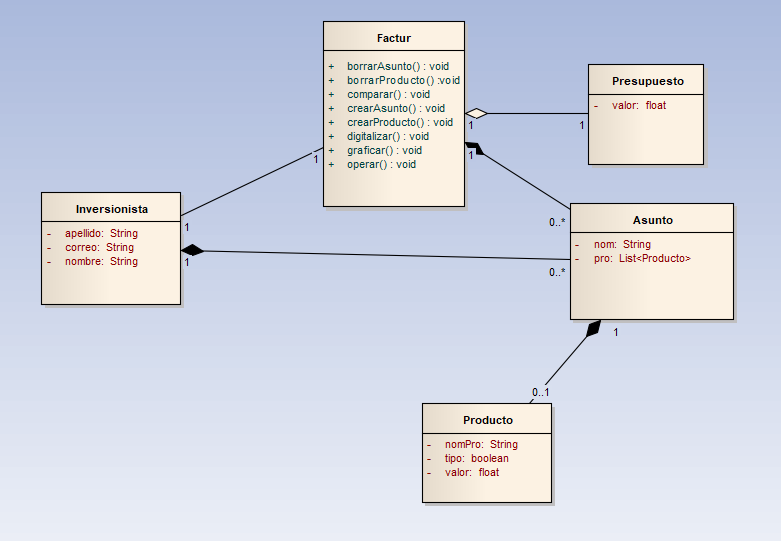 Factur
+ borrarAsunto() : void
+ borrarProducto() :void
+ comparar() : void
+ crearAsunto() : void
+ crearProducto() : void
+ digitalizar() : void
+ graficar() : void
+ operar() : void
Presupuesto
- valor: float
1
1
1
1
0..*
Inversionista
- apellido: String
- correo: String
- nombre: String
1
1
0..*
Asunto
- nom: String
- pro: List<Producto>
1
0..1
Producto
- nomPro: String
- tipo: boolean
- valor: float